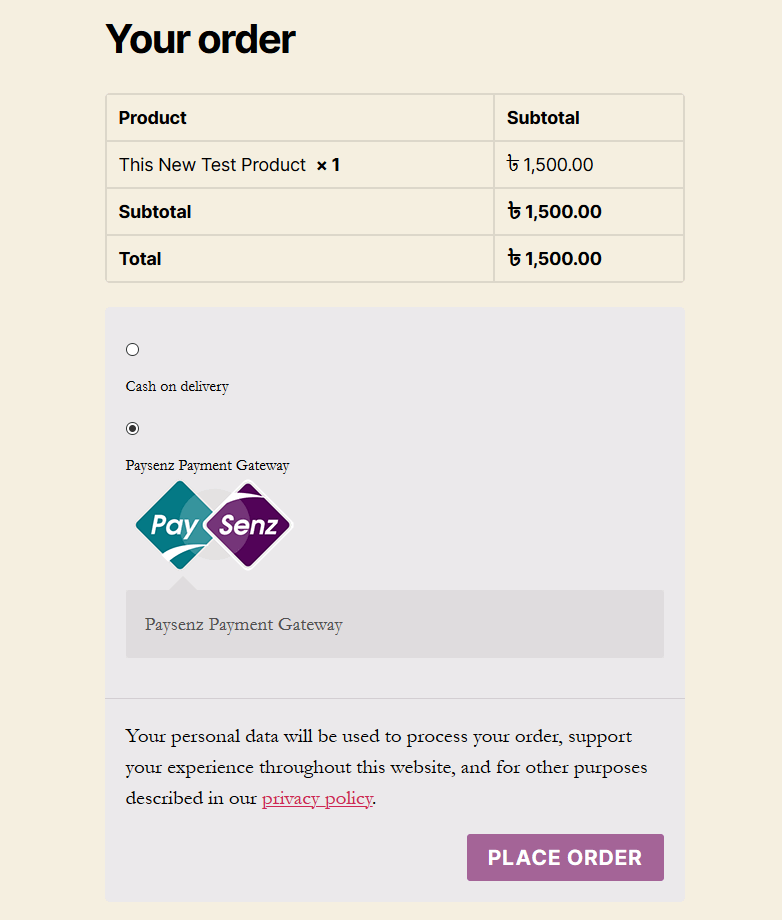 Your order
Product Subtotal
This New Test Product × 1 ৳ 1,500.00
Subtotal ৳ 1,500.00
Total ৳ 1,500.00
Cash on delivery
Paysenz Payment Gateway
Pay Senz
Paysenz Payment Gateway
Your personal data will be used to process your order, support
your experience throughout this website, and for other purposes
described in our privacy policy.
PLACE ORDER